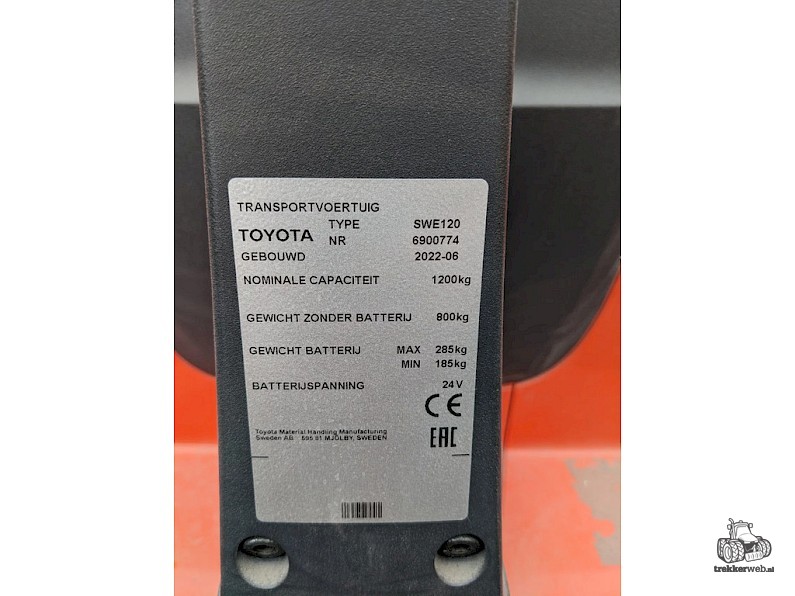 TRANSPORTVOERTUIG
TOYOTA TYPE SWE120
NR 6900774
GEBOUWD 2022-06
NOMINALE CAPACITEIT 1200kg
GEWICHT ZONDER BATTERIJ 800kg
GEWICHT BATTERIJ MAX 285kg
MIN 185kg
BATTERIJSPANNING 24V
CE
Toyota Material Handling Manufacturing
Sweden AB 595 81 MJÖLBY, SWEDEN
EAC
trekkerweb.nl